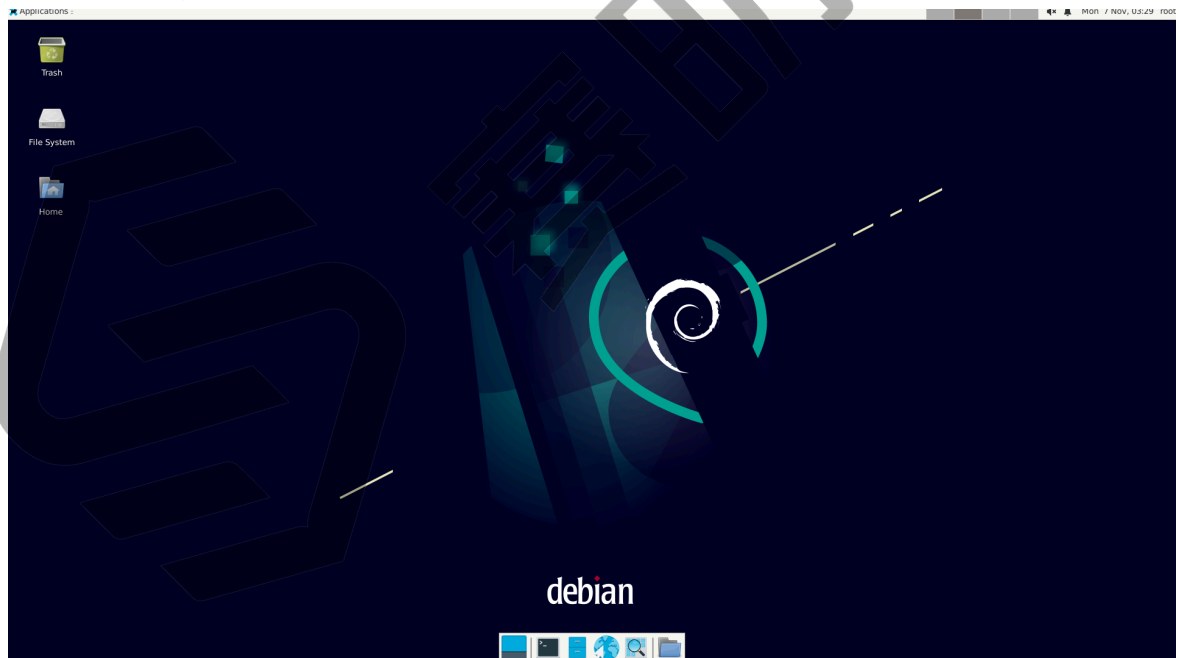 Applications :
Mon 7 Nov, 03:29 root
Trash
File System
Home
debian